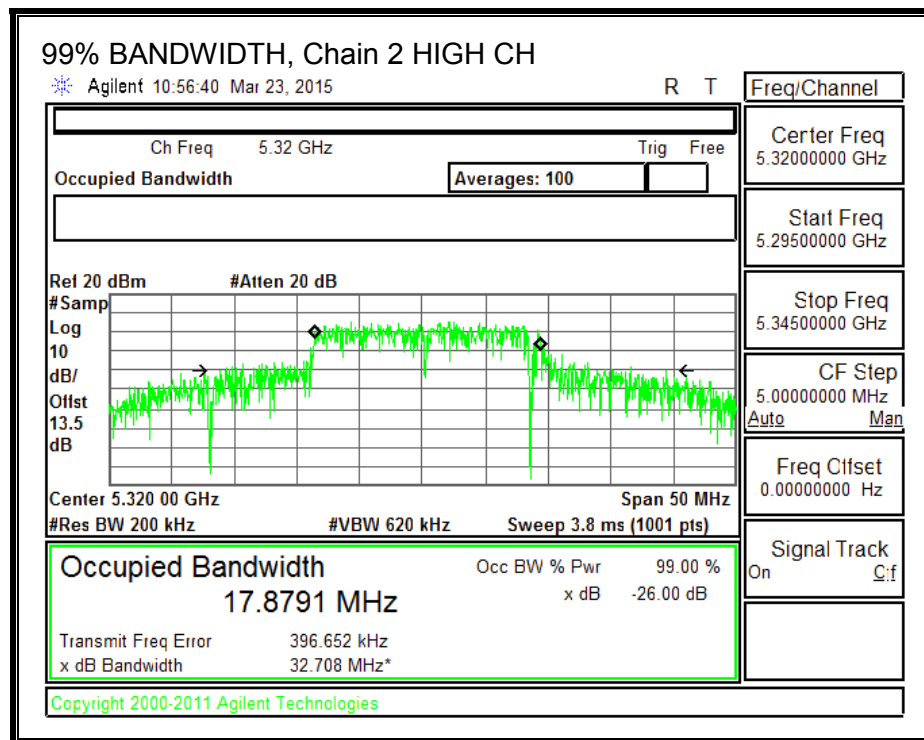 99% BANDWIDTH, Chain 2 HIGH CH
Agilent 10:56:40 Mar 23, 2015 R T
Freq/Channel
Ch Freq 5.32 GHz Trig Free
Occupied Bandwidth Averages: 100
Center Freq
5.32000000 GHz
Start Freq
5.29500000 GHz
Stop Freq
5.34500000 GHz
CF Step
5.00000000 MHz
Auto Man
Freq Offset
0.00000000 Hz
Signal Track
On Off
Ref 20 dBm #Atten 20 dB
#Samp
Log
10
dB/
Offst
13.5
dB
Center 5.320 00 GHz Span 50 MHz
#Res BW 200 kHz #VBW 620 kHz Sweep 3.8 ms (1001 pts)
Occupied Bandwidth Occ BW % Pwr 99.00 %
17.8791 MHz x dB -26.00 dB
Transmit Freq Error 396.652 kHz
x dB Bandwidth 32.708 MHz*
Copyright 2000-2011 Agilent Technologies